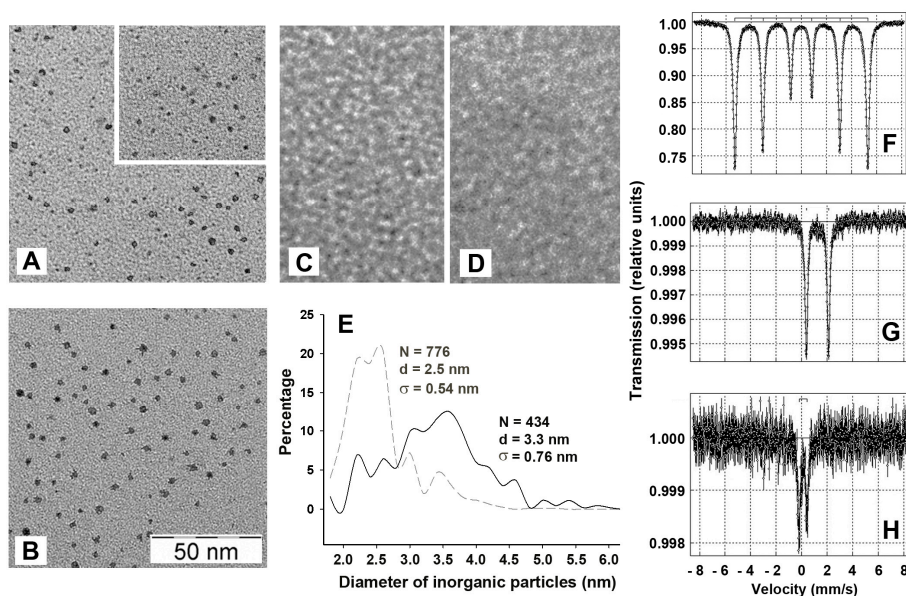 A
B
50 nm
C
D
E
Percentage
25
20
15
10
5
0
N = 776
d = 2.5 nm
σ = 0.54 nm
N = 434
d = 3.3 nm
σ = 0.76 nm
2.0 2.5 3.0 3.5 4.0 4.5 5.0 5.5 6.0
Diameter of inorganic particles (nm)
Transmission (relative units)
1.00
0.95
0.90
0.85
0.80
0.75
F
1.000
0.999
0.998
0.997
0.996
0.995
G
1.000
0.999
0.998
H
- 8 - 6 - 4 - 2 0 2 4 6 8
Velocity (mm/s)